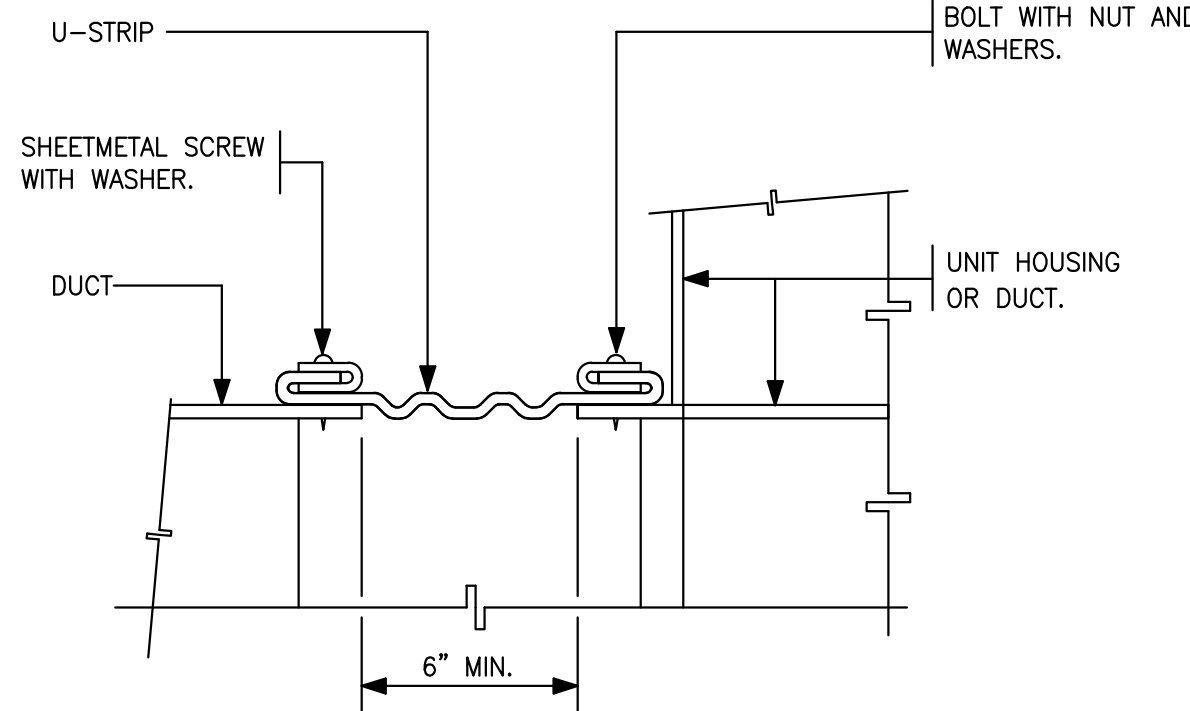 U-STRIP
BOLT WITH NUT AND
WASHERS.
SHEETMETAL SCREW
WITH WASHER.
DUCT
UNIT HOUSING
OR DUCT.
6" MIN.